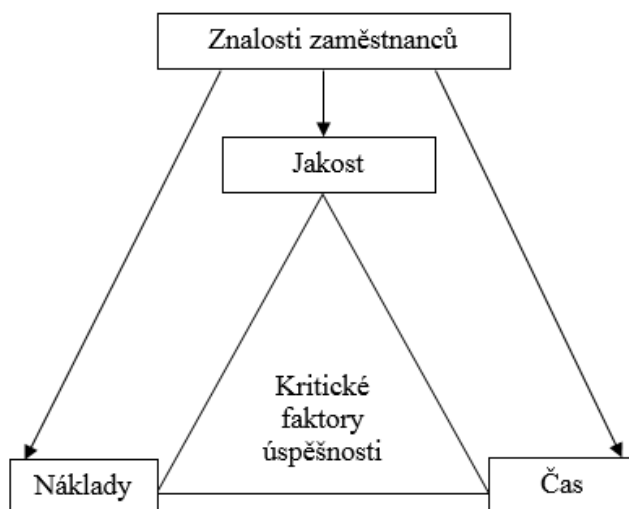 Znalosti zaměstnanců
Jakost
Kritické
faktory
úspěšnosti
Náklady
Čas